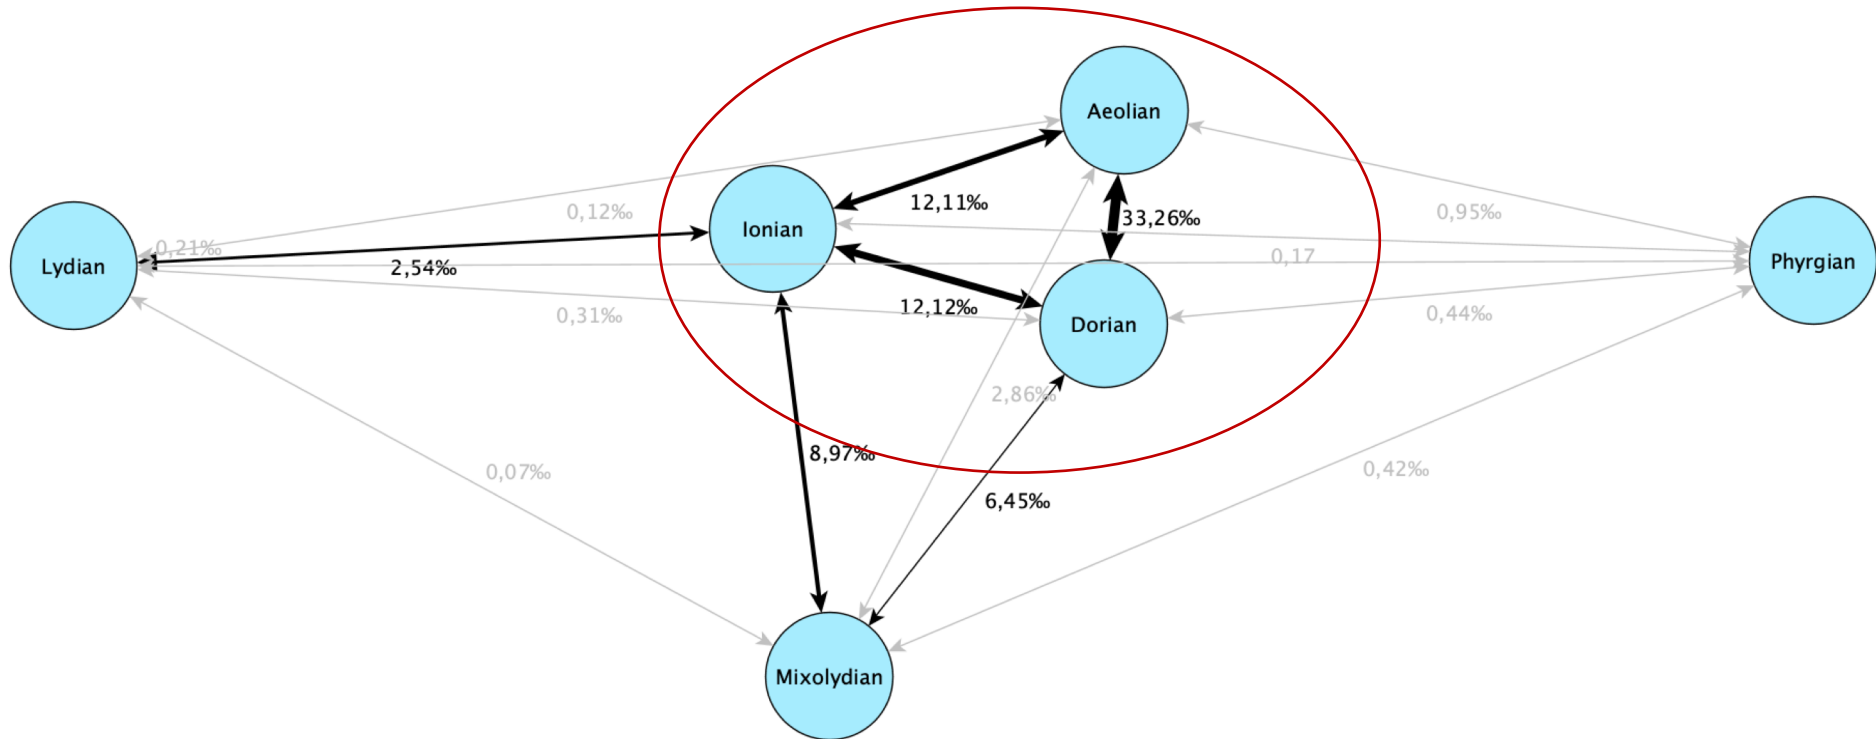 Aeolian
12,11‰
33,26‰
0,12‰
0,95‰
Ionian
0,21‰
Lydian
2,54‰
0,17
Phyrgian
12,12‰
0,31‰
Dorian
0,44‰
2,86‰
8,97‰
0,07‰
0,42‰
6,45‰
Mixolydian